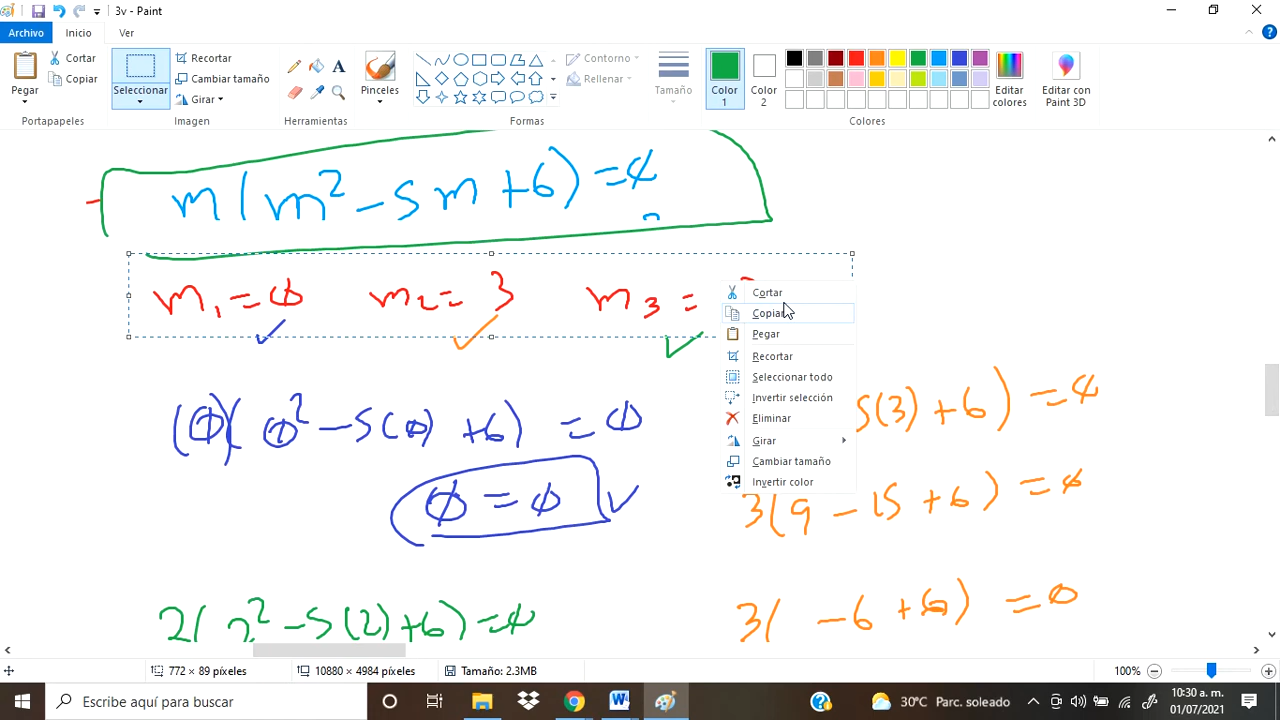 3v - Paint
Archivo Inicio Ver
Pegar Cortar Copiar Seleccionar Recortar Cambiar tamaño Girar Pinceles Contorno Rellenar Tamaño Color 1 Color 2 Editar colores Editar con Paint 3D
Portapapeles Imagen Herramientas Formas Colores
m(m² - 5m + 6) = 0
m₁ = 0 m₂ = 3 m₃ =
Cortar
Copiar
Pegar
Recortar
Seleccionar todo
Invertir selección
Eliminar
Girar
Cambiar tamaño
Invertir color
(0)(0² - 5(0) + 6) = 0
5(3) + 6) = 0
0 = 0 ✓
3(9 - 15 + 6) = 0
2(2² - 5(2) + 6) = 0
3( -6 + 6) = 0
772 × 89 píxeles 10880 × 4984 píxeles Tamaño: 2.3MB 100%
Escribe aquí para buscar
30°C Parc. soleado
10:30 a. m.
01/07/2021